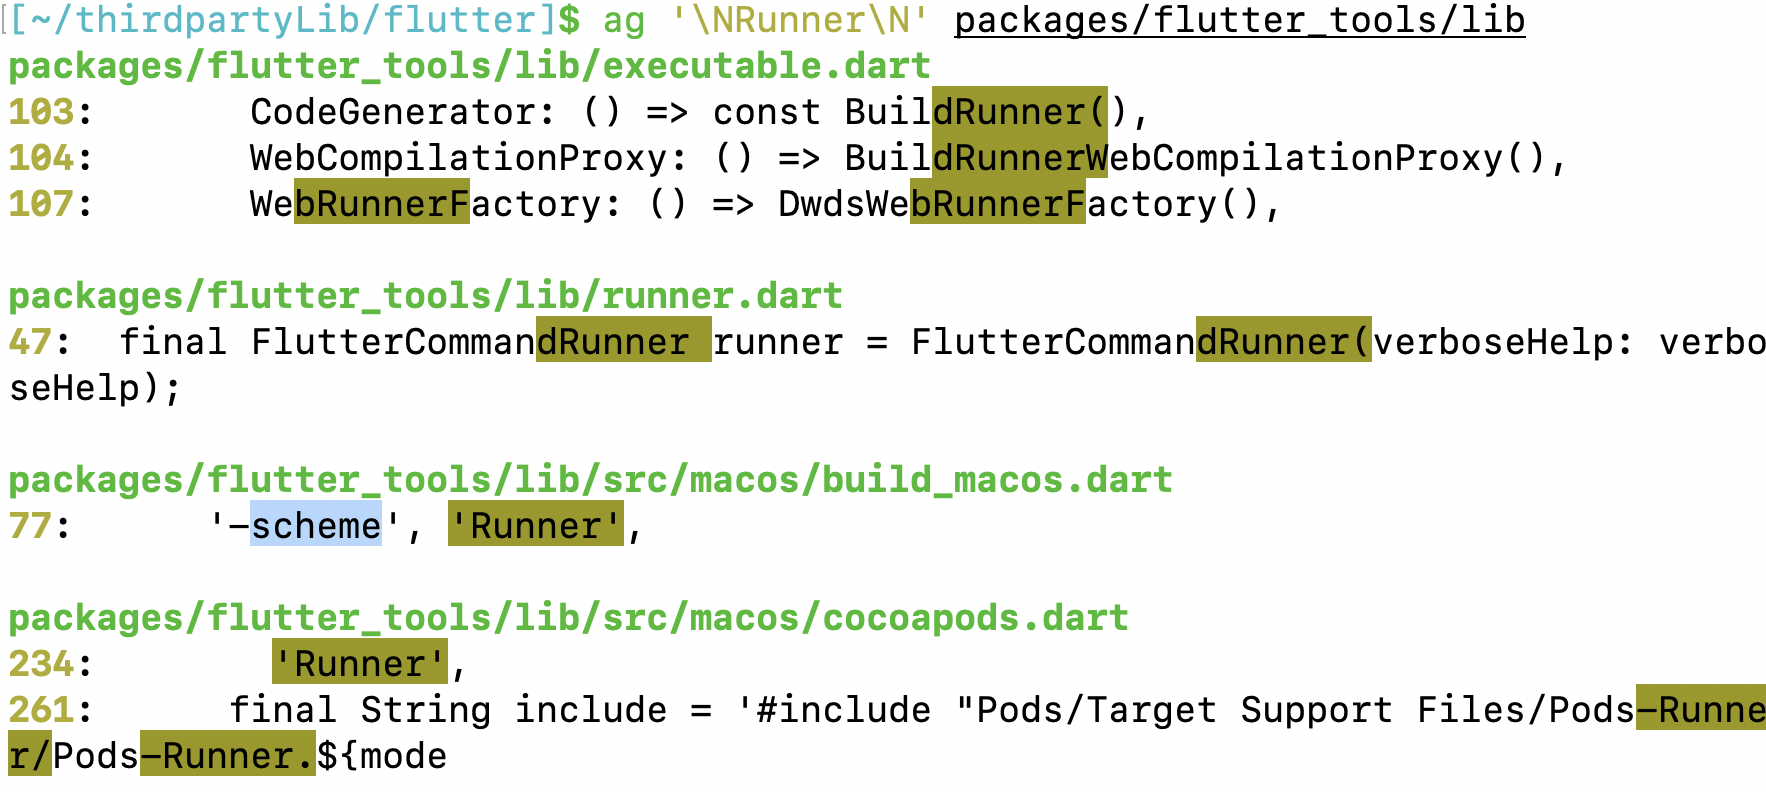 [[~/thirdpartyLib/flutter]$ ag '\NRunner\N' packages/flutter_tools/lib
packages/flutter_tools/lib/executable.dart
103:       CodeGenerator: () => const BuildRunner(),
104:       WebCompilationProxy: () => BuildRunnerWebCompilationProxy(),
107:       WebRunnerFactory: () => DwdsWebRunnerFactory(),
packages/flutter_tools/lib/runner.dart
47:  final FlutterCommandRunner runner = FlutterCommandRunner(verboseHelp: verbo
seHelp);
packages/flutter_tools/lib/src/macos/build_macos.dart
77:      '-scheme', 'Runner',
packages/flutter_tools/lib/src/macos/cocoapods.dart
234:        'Runner',
261:      final String include = '#include "Pods/Target Support Files/Pods-Runne
r/Pods-Runner.${mode